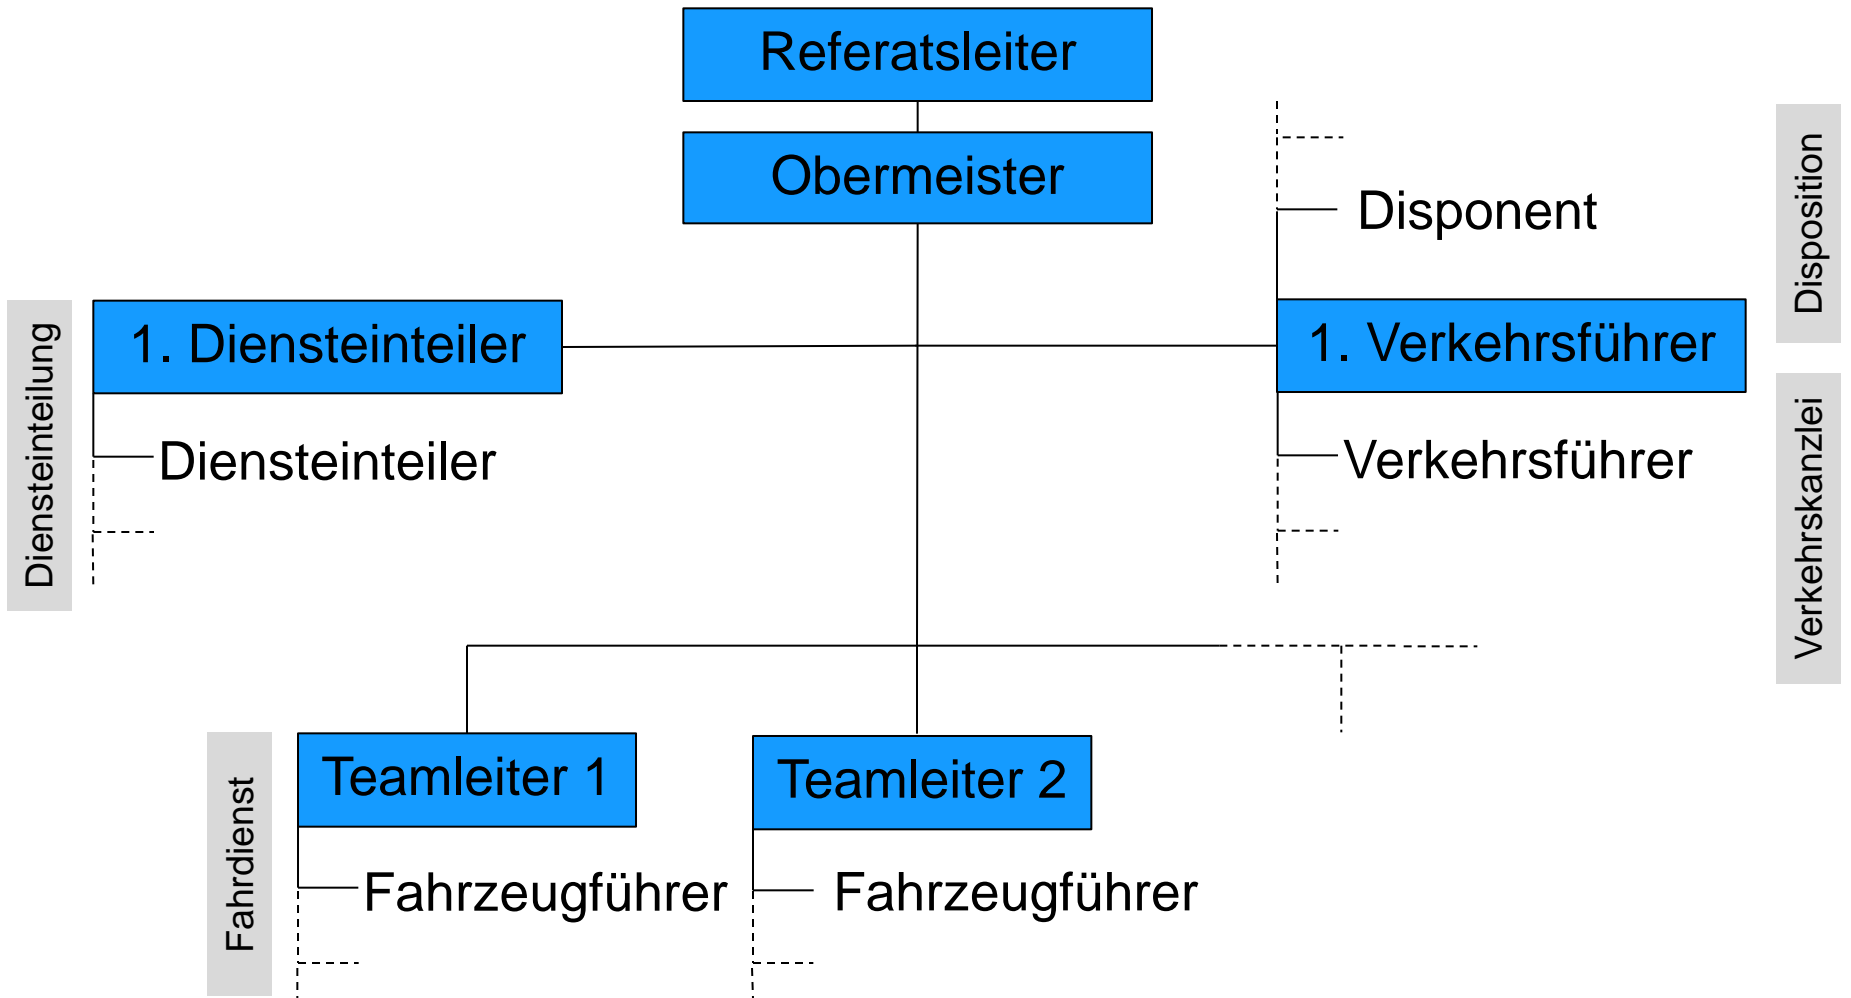 Referatsleiter
Obermeister
Disponent
Disposition
1. Diensteinteiler
1. Verkehrsführer
Diensteinteilung
Diensteinteiler
Verkehrsführer
Verkehrskanzlei
Teamleiter 1
Teamleiter 2
Fahrdienst
Fahrzeugführer
Fahrzeugführer